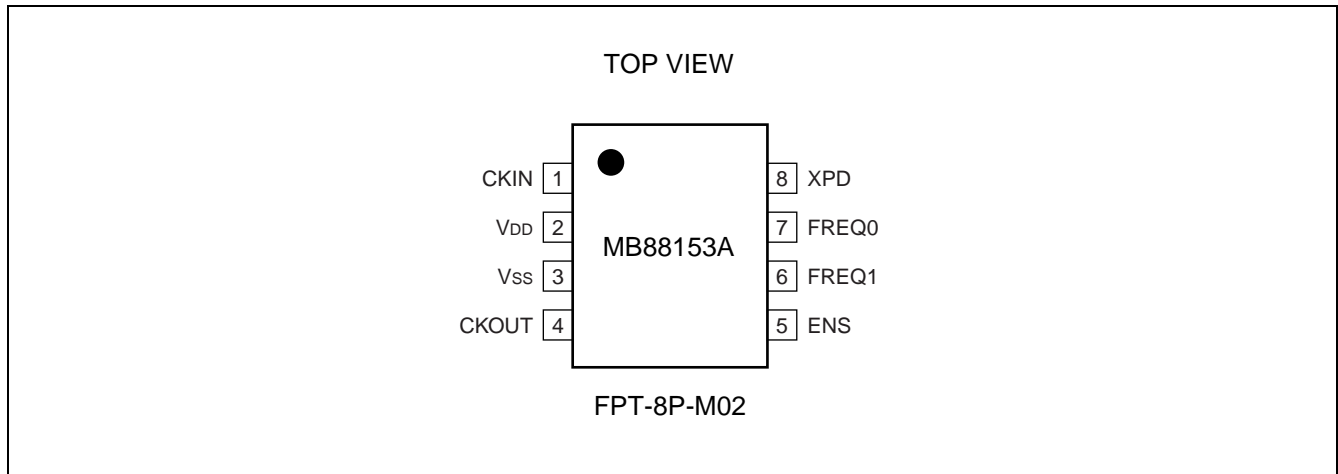 TOP VIEW
CKIN 1 8 XPD
VDD 2 7 FREQ0
MB88153A
VSS 3 6 FREQ1
CKOUT 4 5 ENS
FPT-8P-M02